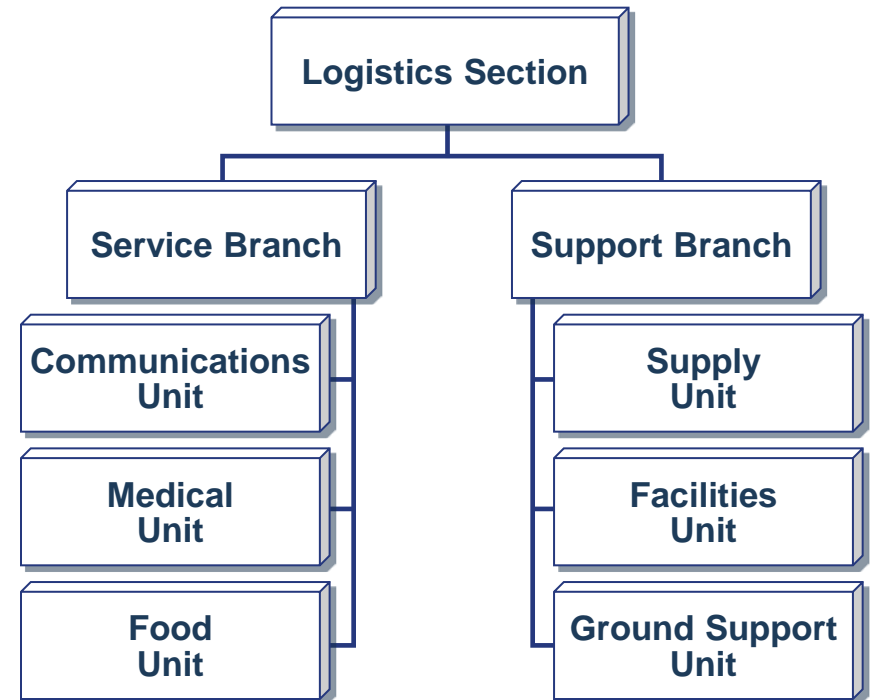 Logistics Section
Service Branch
Support Branch
Communications
Unit
Supply
Unit
Medical
Unit
Facilities
Unit
Food
Unit
Ground Support
Unit